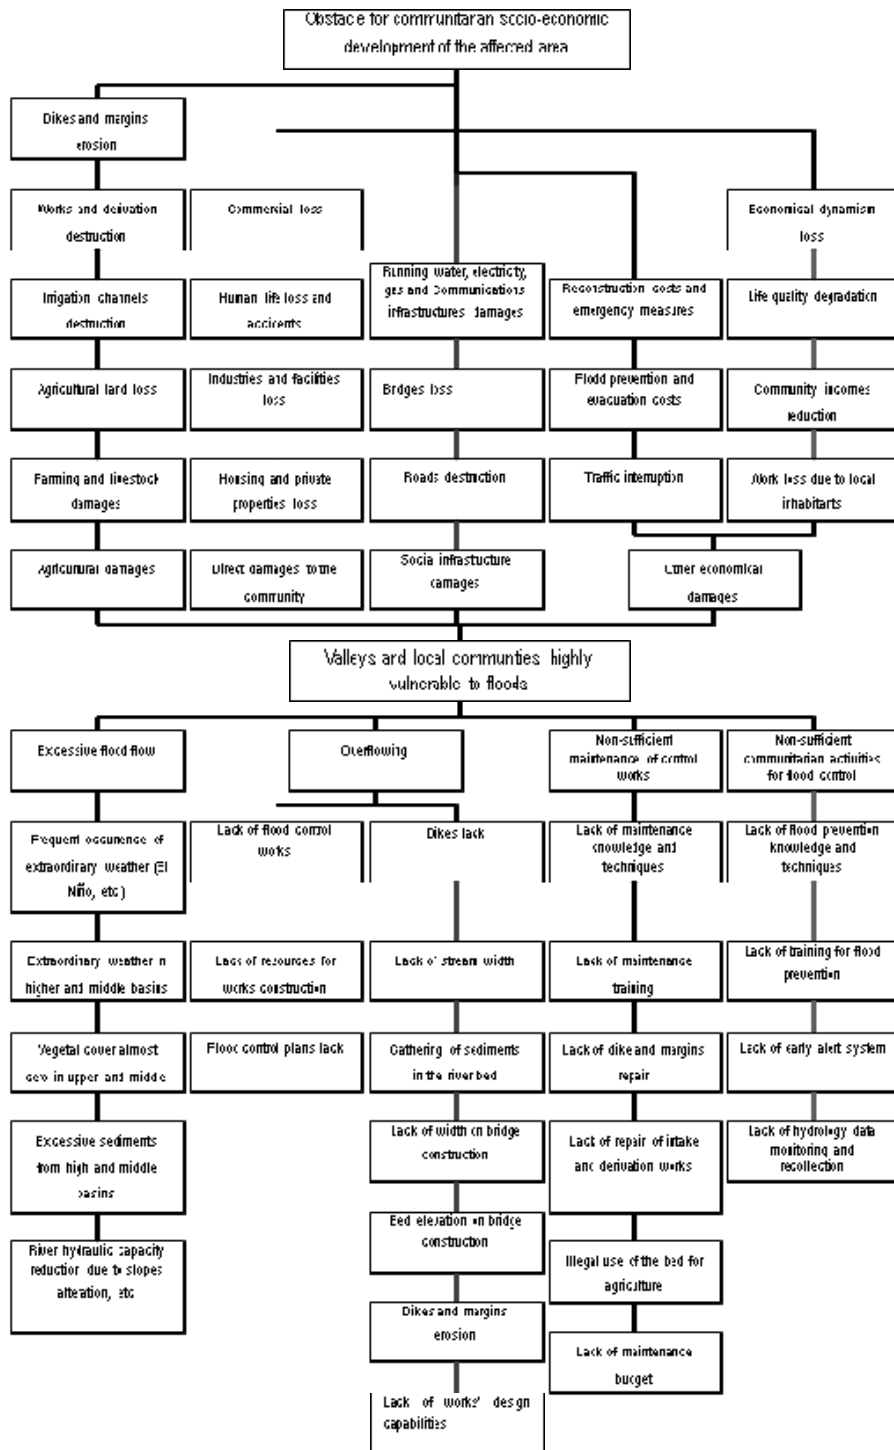 Obstacle for communitarian socio-economic
development of the affected area
Dikes and margins
erosion
Works and derivation
destruction
Commercial loss
Economical dynamism
loss
Irrigation channels
destruction
Human life loss and
accidents
Running water, electricity,
gas and Communications
infrastructures damages
Reconstruction costs and
emergency measures
Life quality degradation
Agricultural land loss
Industries and facilities
loss
Bridges loss
Flodd prevention and
evacuation costs
Community incomes
reduction
Farming and livestock
damages
Housing and private
properties loss
Roads destruction
Traffic interruption
Work loss due to local
inhabitants
Agricultural damages
Direct damages to the
community
Social infrastructure
damages
Other economical
damages
Valleys and local communities highly
vulnerable to floods
Excessive flood flow
Overflowing
Non-sufficient
maintenance of control
works
Non-sufficient
communitarian activities
for flood control
Frequent occurrence of
extraordinary weather (El
Niño, etc.)
Lack of flood control
works
Dikes lack
Lack of maintenance
knowledge and
techniques
Lack of flood prevention
knowledge and
techniques
Extraordinary weather in
higher and middle basins
Lack of resources for
works construction
Lack of stream width
Lack of maintenance
training
Lack of training for flood
prevention
Vegetal cover almost
zero in upper and middle
Flood control plans lack
Gathering of sediments
in the river bed
Lack of dike and margins
repair
Lack of early alert system
Excessive sediments
from high and middle
basins
Lack of width on bridge
construction
Lack of repair of intake
and derivation works
Lack of hydrology data
monitoring and
recollection
River hydraulic capacity
reduction due to slopes
alteration, etc
Bed elevation on bridge
construction
Illegal use of the bed for
agriculture
Dikes and margins
erosion
Lack of maintenance
budget
Lack of works' design
capabilities